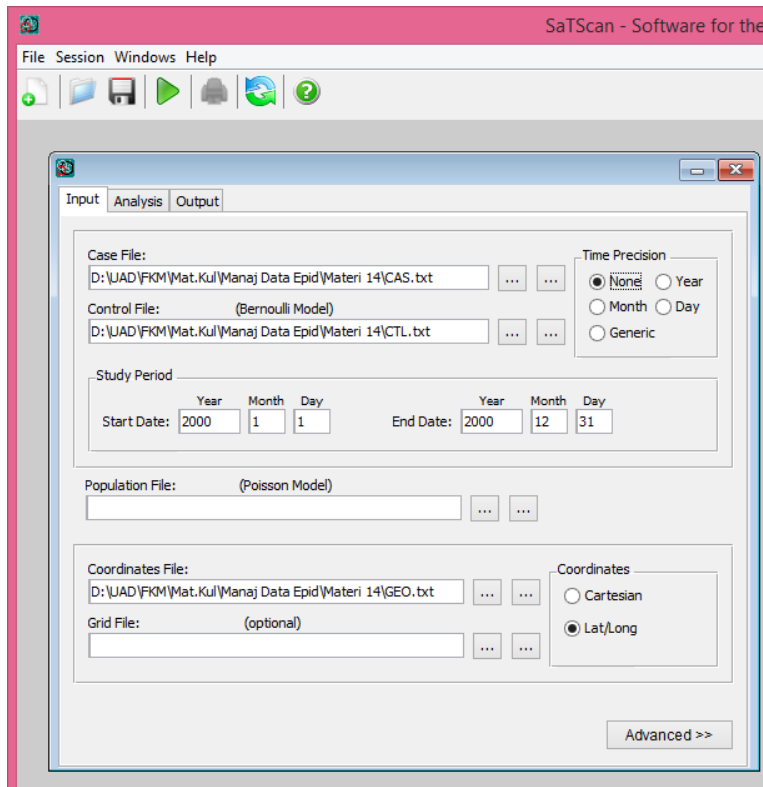 SaTScan - Software for the
File Session Windows Help
Input Analysis Output
Case File:
D:\UAD\FKM\Mat.Kul\Manaj Data Epid\Materi 14\CAS.txt
... ...
Control File: (Bernoulli Model)
D:\UAD\FKM\Mat.Kul\Manaj Data Epid\Materi 14\CTL.txt
... ...
Time Precision
None Year
Month Day
Generic
Study Period
Year Month Day Year Month Day
Start Date: 2000 1 1 End Date: 2000 12 31
Population File: (Poisson Model)
... ...
Coordinates File:
D:\UAD\FKM\Mat.Kul\Manaj Data Epid\Materi 14\GEO.txt
... ...
Grid File: (optional)
... ...
Coordinates
Cartesian
Lat/Long
Advanced >>